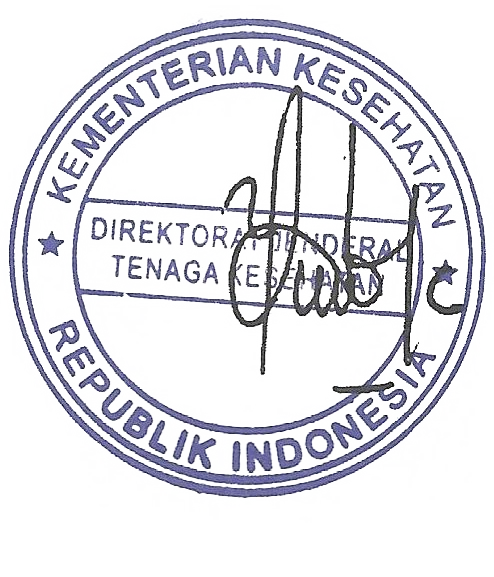 KEMENTERIAN KESEHATAN
DIREKTORAT JENDERAL
TENAGA KESEHATAN
REPUBLIK INDONESIA